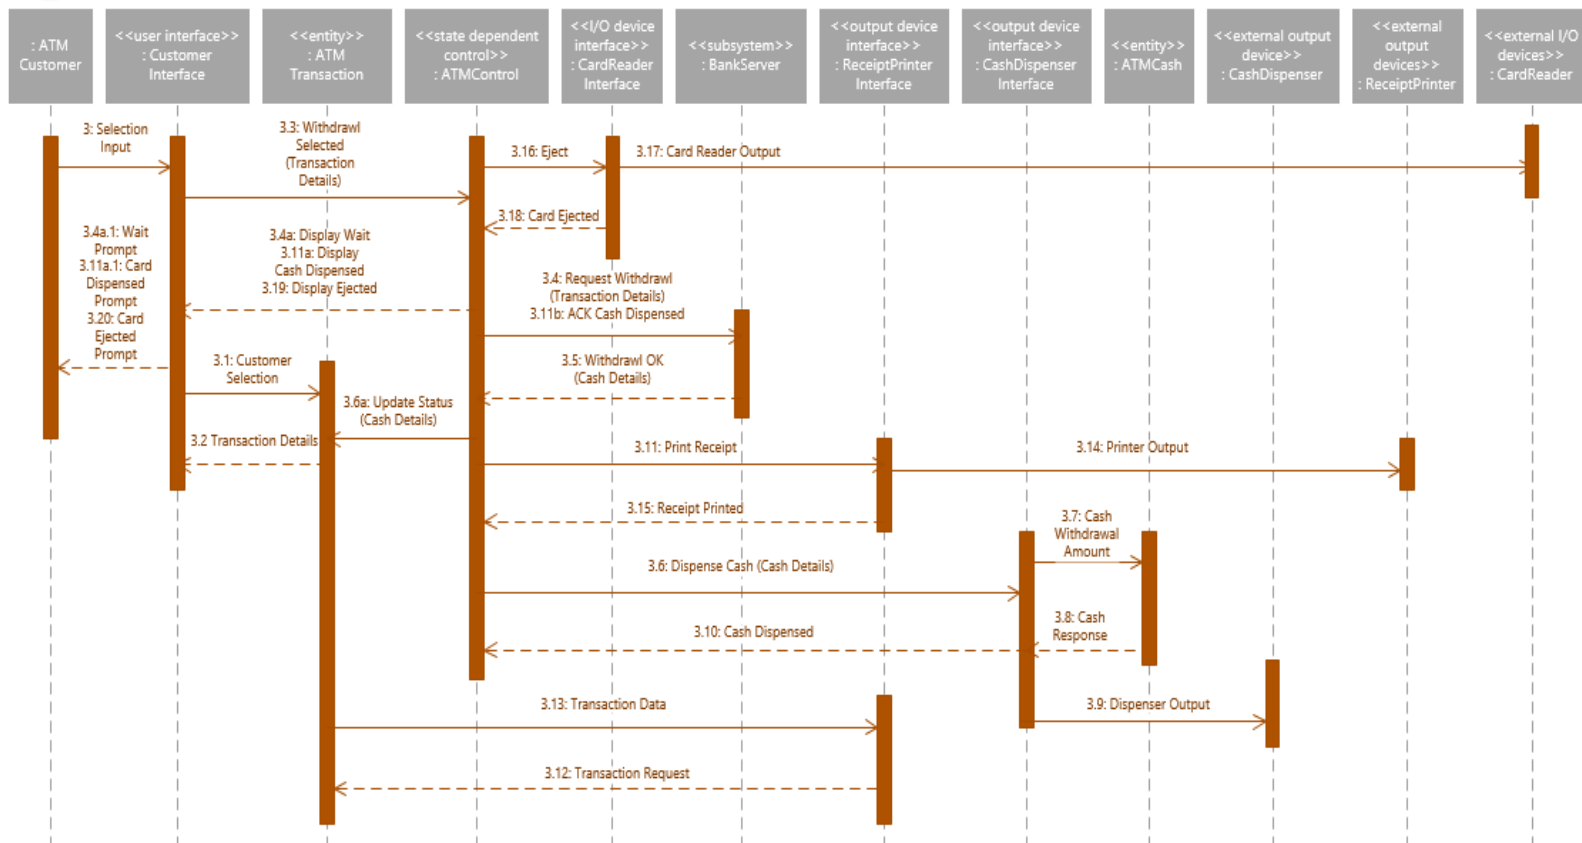 : ATM
Customer
<<user interface>>
: Customer
Interface
<<entity>>
: ATM
Transaction
<<state dependent
control>>
: ATMControl
<<I/O device
interface>>
: CardReader
Interface
<<subsystem>>
: BankServer
<<output device
interface>>
: ReceiptPrinter
Interface
<<output device
interface>>
: CashDispenser
Interface
<<entity>>
: ATMCash
<<external output
device>>
: CashDispenser
<<external
output
devices>>
: ReceiptPrinter
<<external I/O
devices>>
: CardReader
3: Selection
Input
3.3: Withdrawl
Selected
(Transaction
Details)
3.16: Eject
3.17: Card Reader Output
3.18: Card Ejected
3.4a.1: Wait
Prompt
3.11a.1: Card
Dispensed
Prompt
3.20: Card
Ejected
Prompt
3.4a: Display Wait
3.11a: Display
Cash Dispensed
3.19: Display Ejected
3.4: Request Withdrawl
(Transaction Details)
3.11b: ACK Cash Dispensed
3.1: Customer
Selection
3.5: Withdrawl OK
(Cash Details)
3.6a: Update Status
(Cash Details)
3.2 Transaction Details
3.11: Print Receipt
3.14: Printer Output
3.15: Receipt Printed
3.7: Cash
Withdrawal
Amount
3.6: Dispense Cash (Cash Details)
3.8: Cash
Response
3.10: Cash Dispensed
3.13: Transaction Data
3.9: Dispenser Output
3.12: Transaction Request